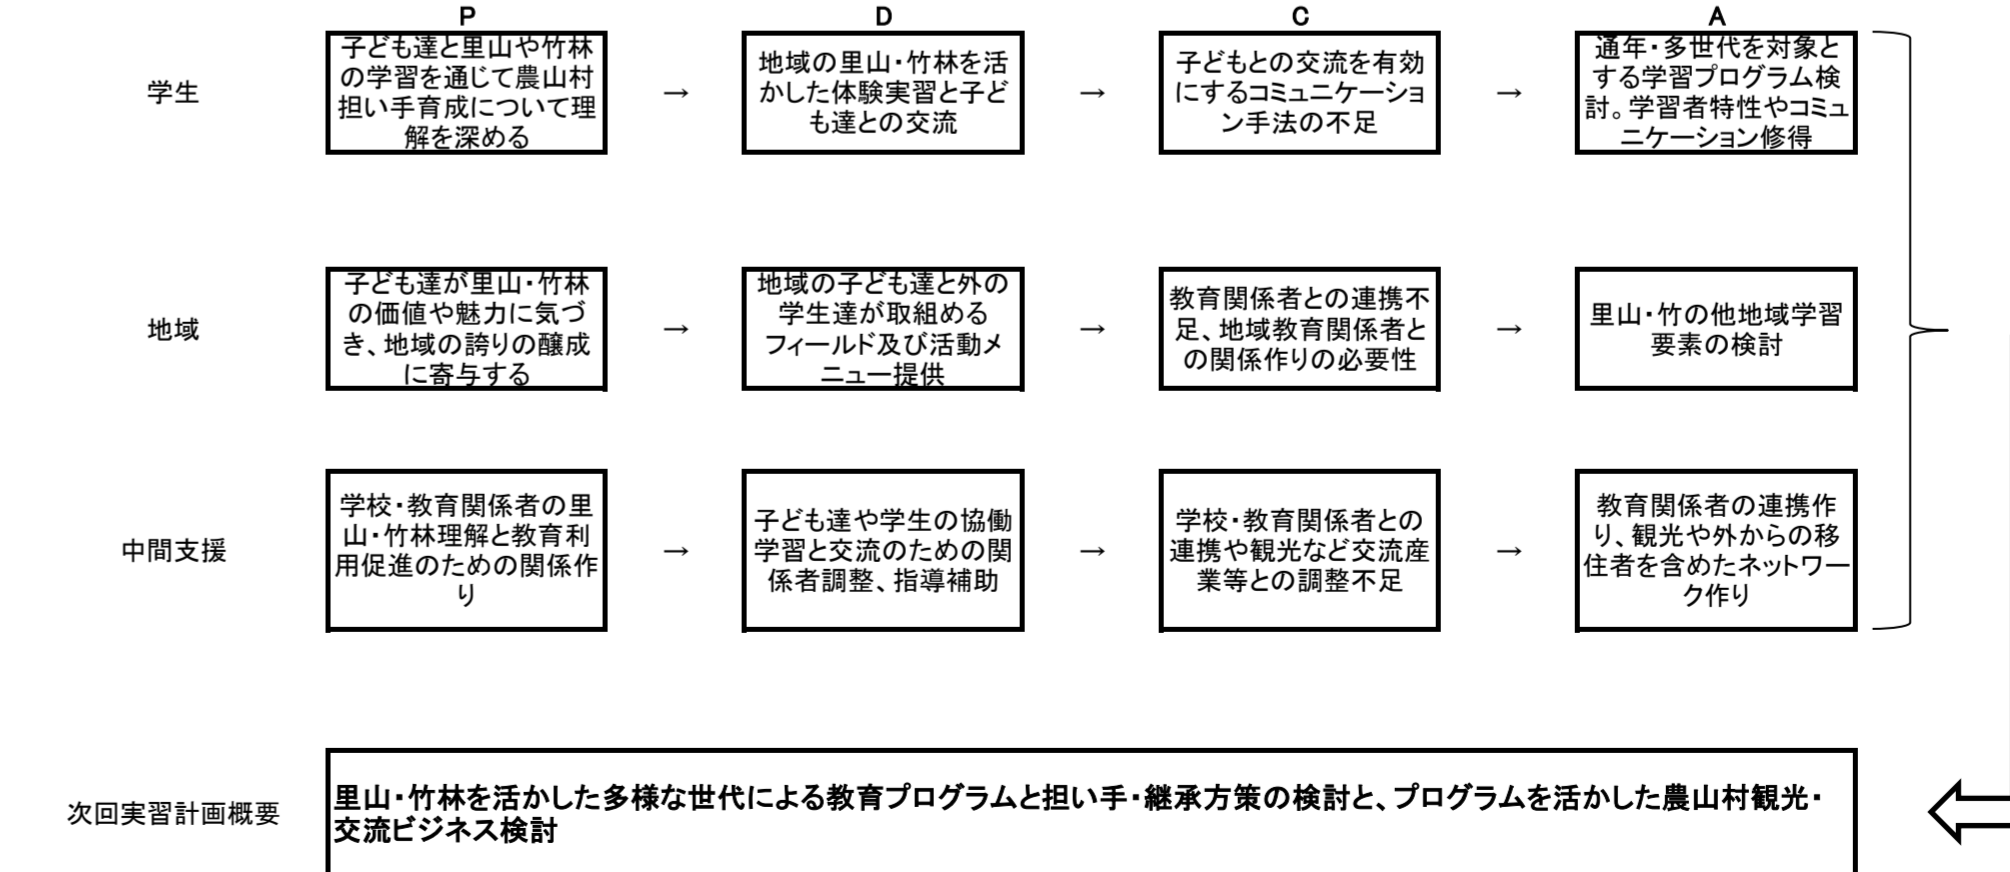 P
D
C
A
学生
子ども達と里山や竹林
の学習を通じて農山村
担い手育成について理
解を深める
→
地域の里山・竹林を活
かした体験実習と子ど
も達との交流
→
子どもとの交流を有効
にするコミュニケーショ
ン手法の不足
→
通年・多世代を対象と
する学習プログラム検
討。学習者特性やコミュ
ニケーション修得
地域
子ども達が里山・竹林
の価値や魅力に気づ
き、地域の誇りの醸成
に寄与する
→
地域の子ども達と外の
学生達が取組める
フィールド及び活動メ
ニュー提供
→
教育関係者との連携不
足、地域教育関係者と
の関係作りの必要性
→
里山・竹の他地域学習
要素の検討
中間支援
学校・教育関係者の里
山・竹林理解と教育利
用促進のための関係作
り
→
子ども達や学生の協働
学習と交流のための関
係者調整、指導補助
→
学校・教育関係者との
連携や観光など交流産
業等との調整不足
→
教育関係者の連携作
り、観光や外からの移
住者を含めたネットワー
ク作り
次回実習計画概要
里山・竹林を活かした多様な世代による教育プログラムと担い手・継承方策の検討と、プログラムを活かした農山村観光・
交流ビジネス検討